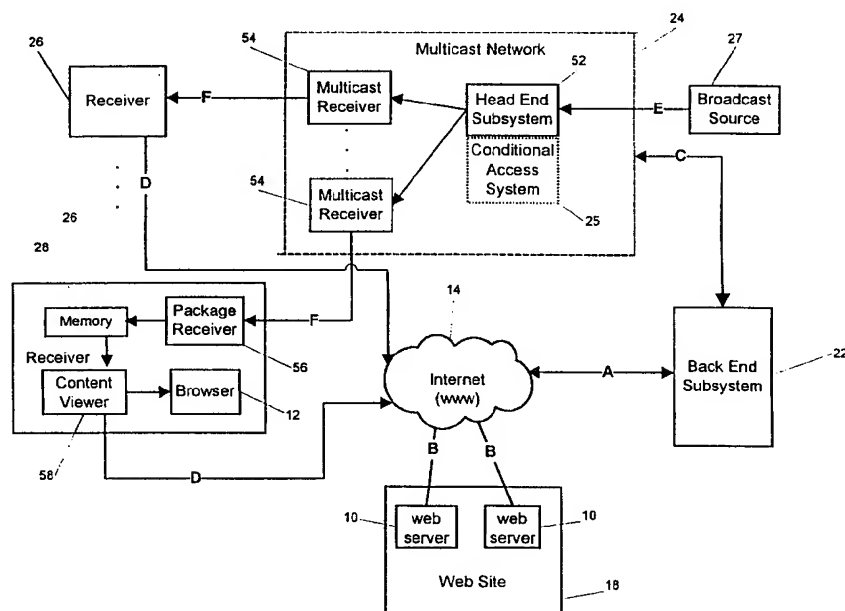 26
Receiver
F
D
26
28
54
Multicast Network
Multicast
Receiver
54
Multicast
Receiver
52
Head End
Subsystem
Conditional
Access
System
25
24
27
Broadcast
Source
E
C
Memory
Package
Receiver
Receiver
56
Content
Viewer
Browser
58
12
F
D
14
Internet
(www)
A
Back End
Subsystem
22
B
B
10
web
server
web
server
10
Web Site
18